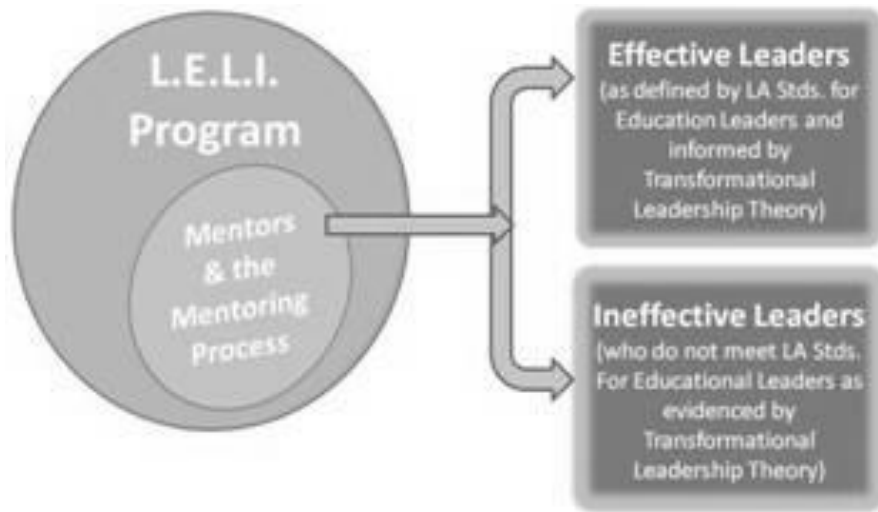 L.E.L.I.
Program
Mentors
& the
Mentoring
Process
Effective Leaders
(as defined by LA Stds. for
Education Leaders and
informed by
Transformational
Leadership Theory)
Ineffective Leaders
(who do not meet LA Stds.
For Educational Leaders as
evidenced by
Transformational
Leadership Theory)